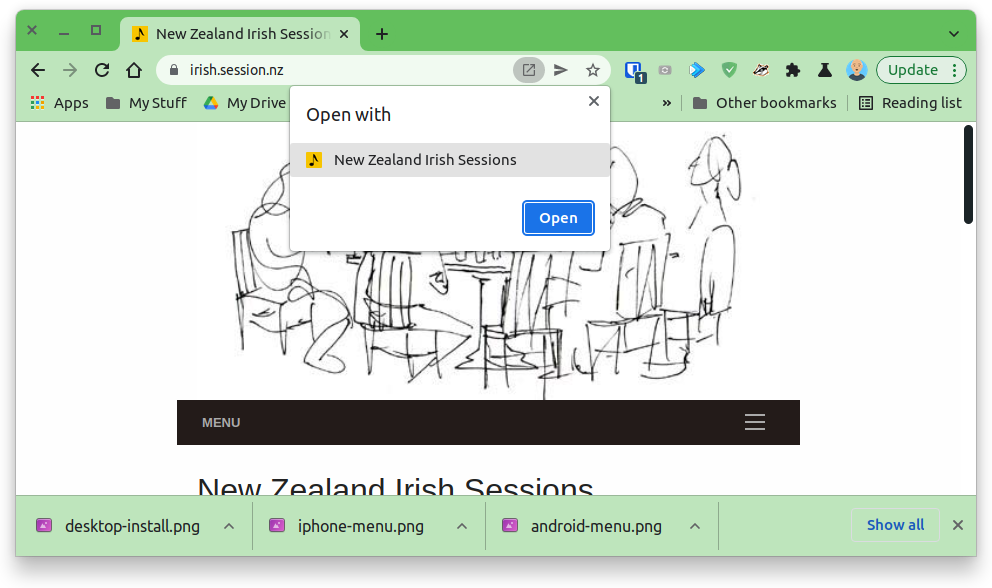 New Zealand Irish Session
irish.session.nz
1
Update
Apps
My Stuff
My Drive
»
Other bookmarks
Reading list
Open with
New Zealand Irish Sessions
Open
MENU
New Zealand Irish Sessions
desktop-install.png
iphone-menu.png
android-menu.png
Show all